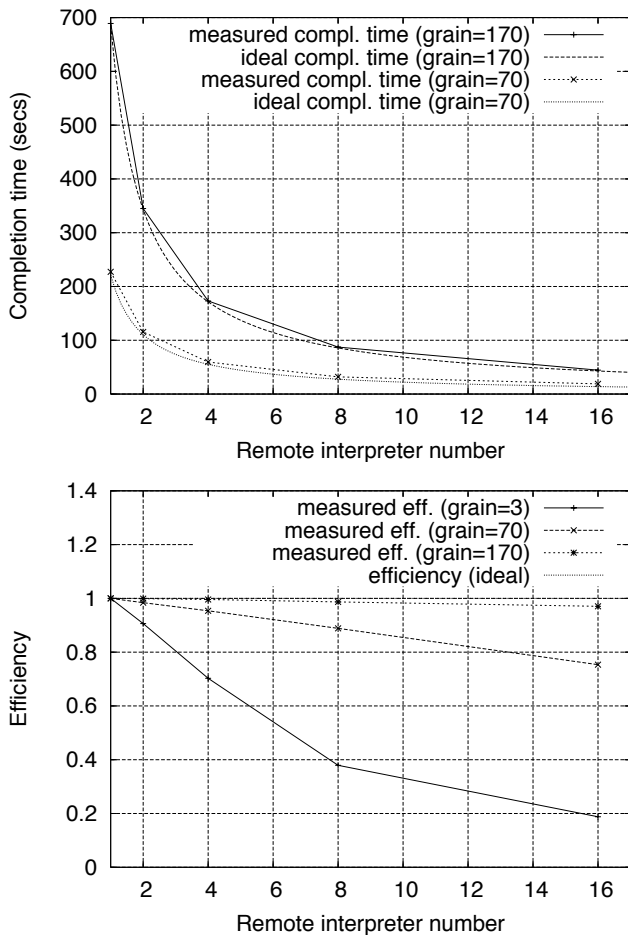 700
600
500
400
300
200
100
0
Completion time (secs)
measured compl. time (grain=170)
ideal compl. time (grain=170)
measured compl. time (grain=70)
ideal compl. time (grain=70)
2 4 6 8 10 12 14 16
Remote interpreter number
1.4
1.2
1
0.8
0.6
0.4
0.2
0
Efficiency
measured eff. (grain=3)
measured eff. (grain=70)
measured eff. (grain=170)
efficiency (ideal)
2 4 6 8 10 12 14 16
Remote interpreter number